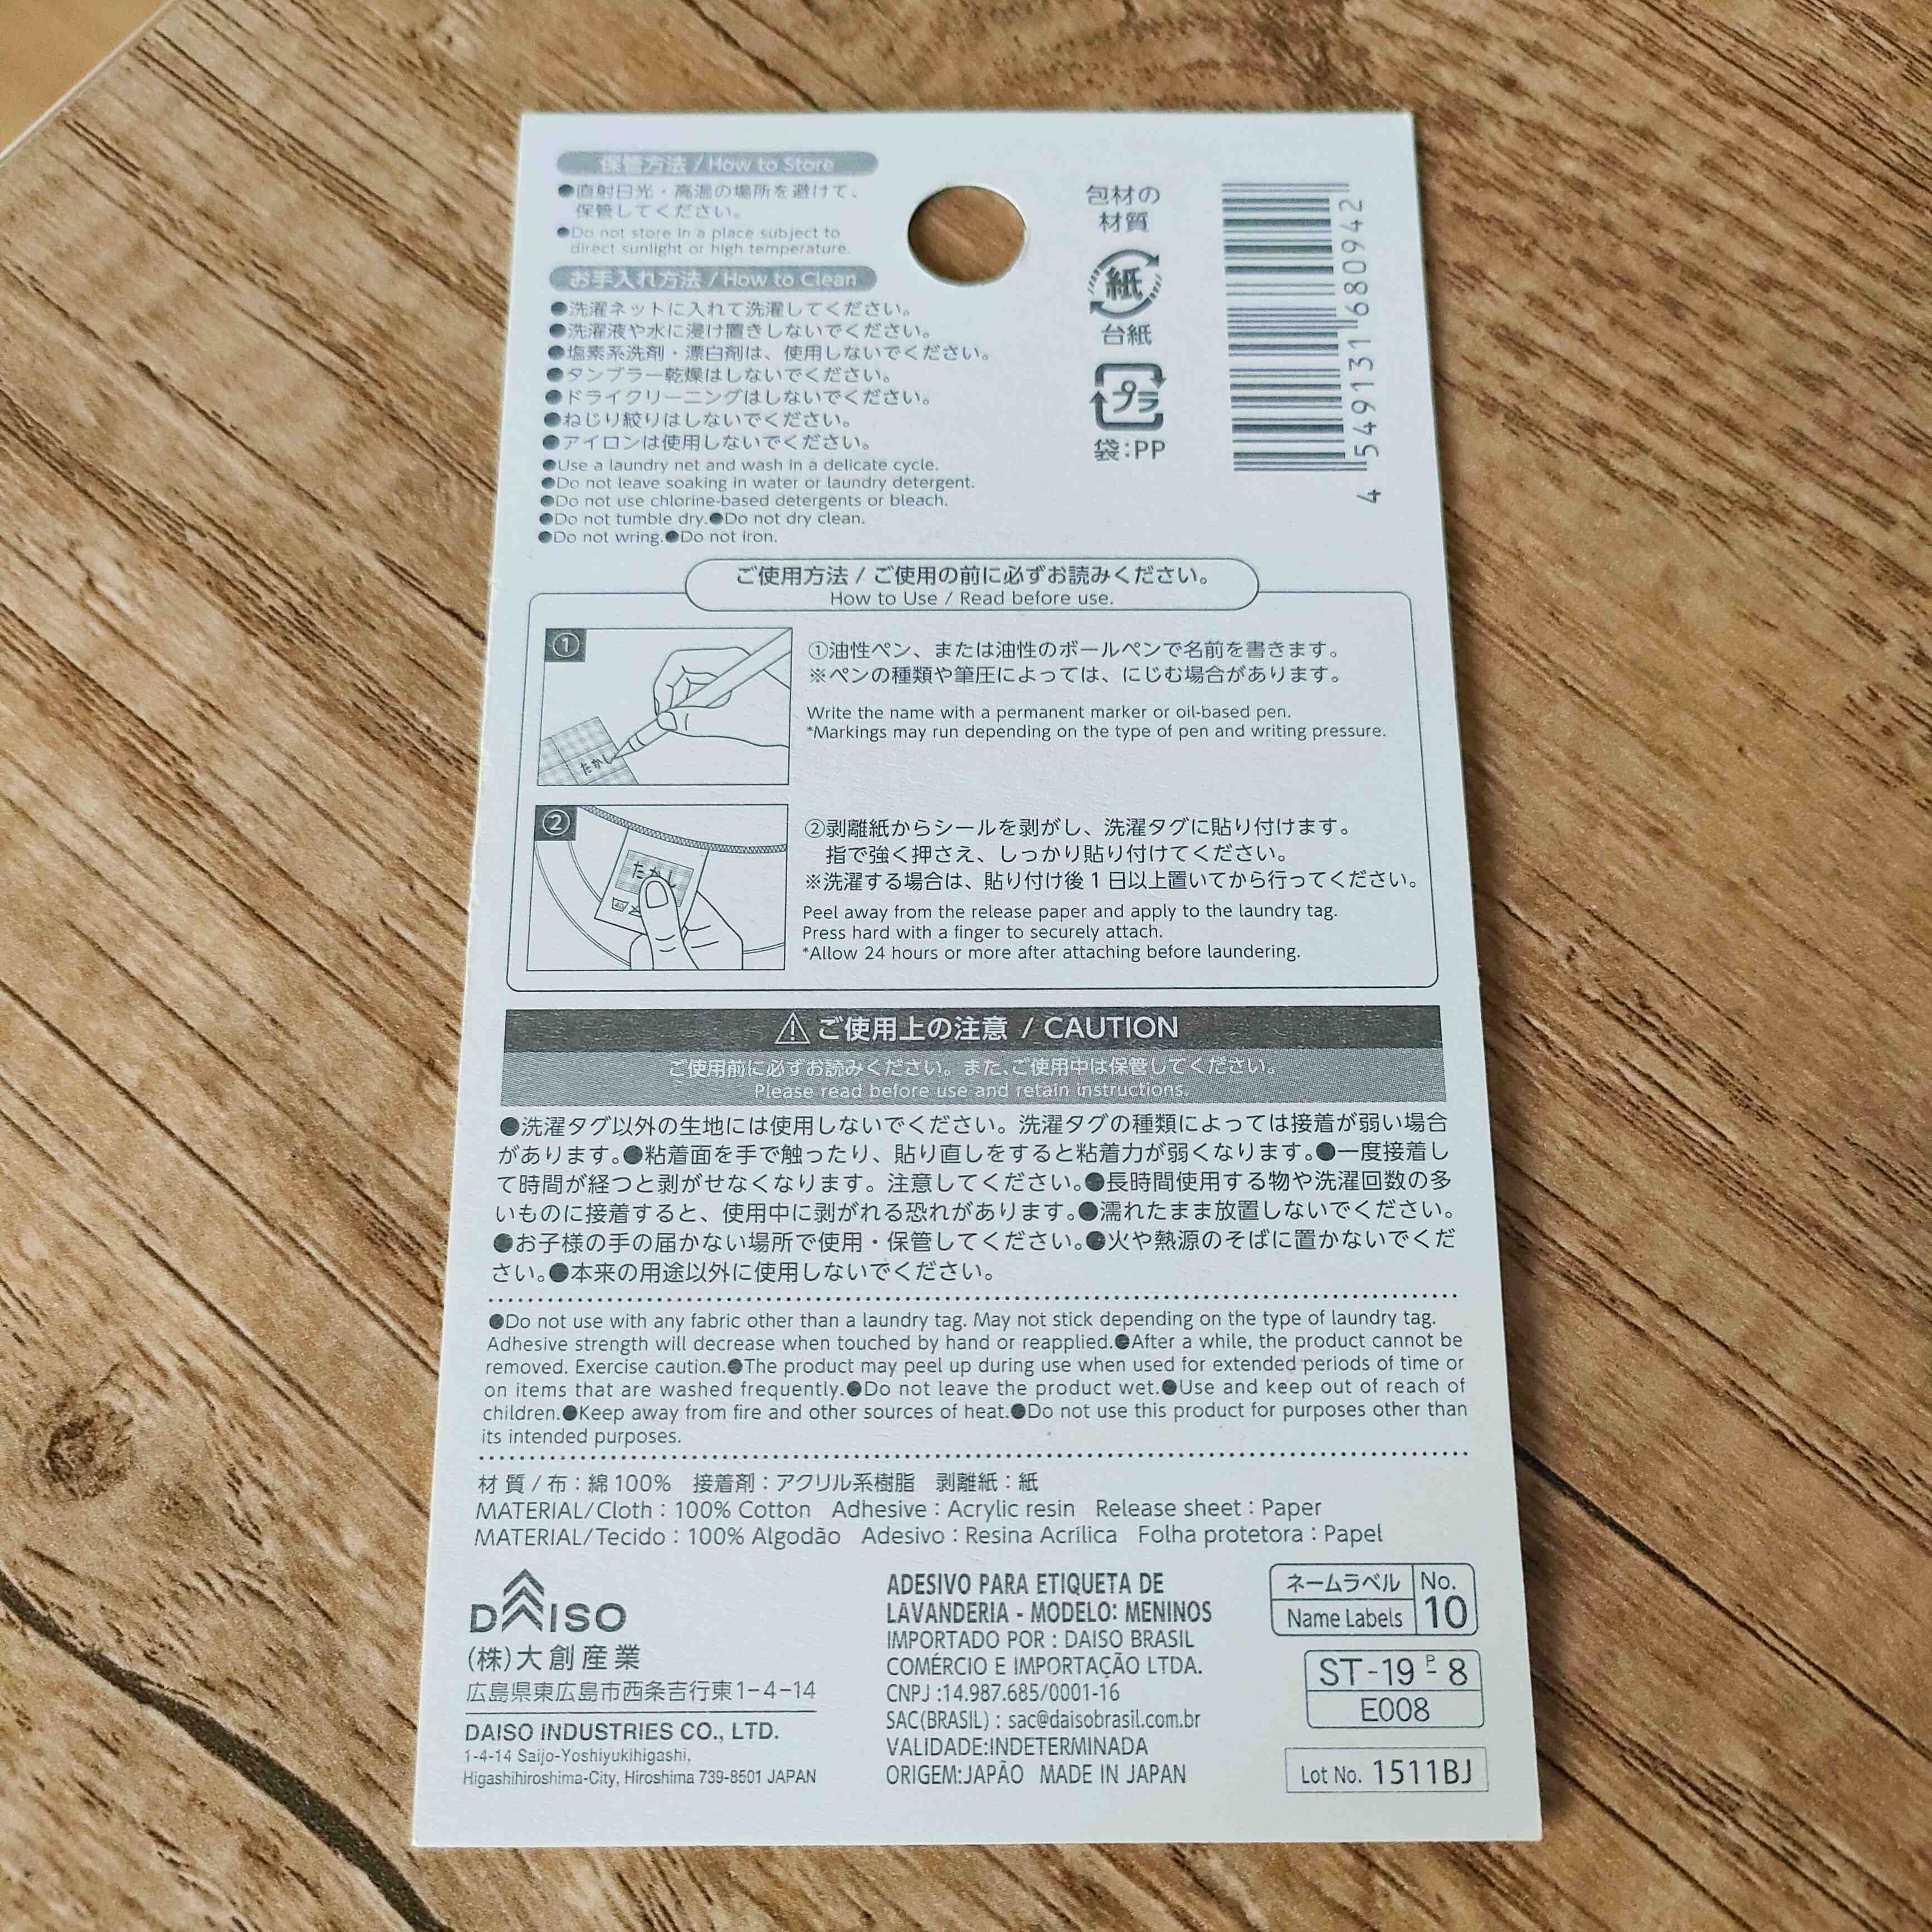 保管方法 / How to Store
●直射日光・高温の場所を避けて、
保管してください。
●Do not store in a place subject to
direct sunlight or high temperature.
お手入れ方法 / How to Clean
●洗濯ネットに入れて洗濯してください。
●洗濯液や水に浸け置きしないでください。
●塩素系洗剤・漂白剤は、使用しないでください。
●タンブラー乾燥はしないでください。
●ドライクリーニングはしないでください。
●ねじり絞りはしないでください。
●アイロンは使用しないでください。
●Use a laundry net and wash in a delicate cycle.
●Do not leave soaking in water or laundry detergent.
●Do not use chlorine-based detergents or bleach.
●Do not tumble dry.●Do not dry clean.
●Do not wring.●Do not iron.
包材の
材質
紙
台紙
プラ
袋:PP
4 549131 680942
ご使用方法 / ご使用の前に必ずお読みください。
How to Use / Read before use.
①
たかし
①油性ペン、または油性のボールペンで名前を書きます。
※ペンの種類や筆圧によっては、にじむ場合があります。
Write the name with a permanent marker or oil-based pen.
*Markings may run depending on the type of pen and writing pressure.
②
たかし
40
②剥離紙からシールを剥がし、洗濯タグに貼り付けます。
指で強く押さえ、しっかり貼り付けてください。
※洗濯する場合は、貼り付け後1日以上置いてから行ってください。
Peel away from the release paper and apply to the laundry tag.
Press hard with a finger to securely attach.
*Allow 24 hours or more after attaching before laundering.
⚠ご使用上の注意 / CAUTION
ご使用前に必ずお読みください。また、ご使用中は保管してください。
Please read before use and retain instructions.
●洗濯タグ以外の生地には使用しないでください。洗濯タグの種類によっては接着が弱い場合
があります。●粘着面を手で触ったり、貼り直しをすると粘着力が弱くなります。●一度接着し
て時間が経つと剥がせなくなります。注意してください。●長時間使用する物や洗濯回数の多
いものに接着すると、使用中に剥がれる恐れがあります。●濡れたまま放置しないでください。
●お子様の手の届かない場所で使用・保管してください。●火や熱源のそばに置かないでくだ
さい。●本来の用途以外に使用しないでください。
●Do not use with any fabric other than a laundry tag. May not stick depending on the type of laundry tag.
Adhesive strength will decrease when touched by hand or reapplied.●After a while, the product cannot be
removed. Exercise caution.●The product may peel up during use when used for extended periods of time or
on items that are washed frequently.●Do not leave the product wet.●Use and keep out of reach of
children.●Keep away from fire and other sources of heat.●Do not use this product for purposes other than
its intended purposes.
材質/布：綿100% 接着剤：アクリル系樹脂 剥離紙：紙
MATERIAL/Cloth : 100% Cotton Adhesive : Acrylic resin Release sheet : Paper
MATERIAL/Tecido : 100% Algodão Adesivo : Resina Acrílica Folha protetora : Papel
DAISO
(株)大創産業
広島県東広島市西条吉行東1-4-14
DAISO INDUSTRIES CO., LTD.
1-4-14 Saijo-Yoshiyukihigashi,
Higashihiroshima-City, Hiroshima 739-8501 JAPAN
ADESIVO PARA ETIQUETA DE
LAVANDERIA - MODELO: MENINOS
IMPORTADO POR : DAISO BRASIL
COMÉRCIO E IMPORTAÇÃO LTDA.
CNPJ :14.987.685/0001-16
SAC(BRASIL) : sac@daisobrasil.com.br
VALIDADE:INDETERMINADA
ORIGEM:JAPÃO MADE IN JAPAN
ネームラベル
Name Labels
No.
10
ST-19 P-8
E008
Lot No. 1511BJ